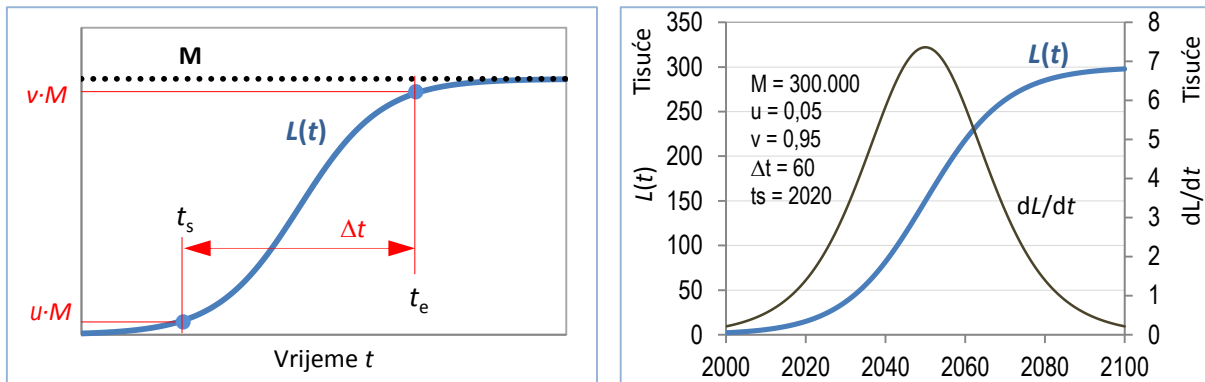 M
v·M
L(t)
ts
Δt
te
u·M
Vrijeme t
Tisuće
L(t)
350
300
250
200
150
100
50
0
M = 300.000
u = 0,05
v = 0,95
Δt = 60
ts = 2020
L(t)
dL/dt
Tisuće
dL/dt
8
7
6
5
4
3
2
1
0
2000 2020 2040 2060 2080 2100